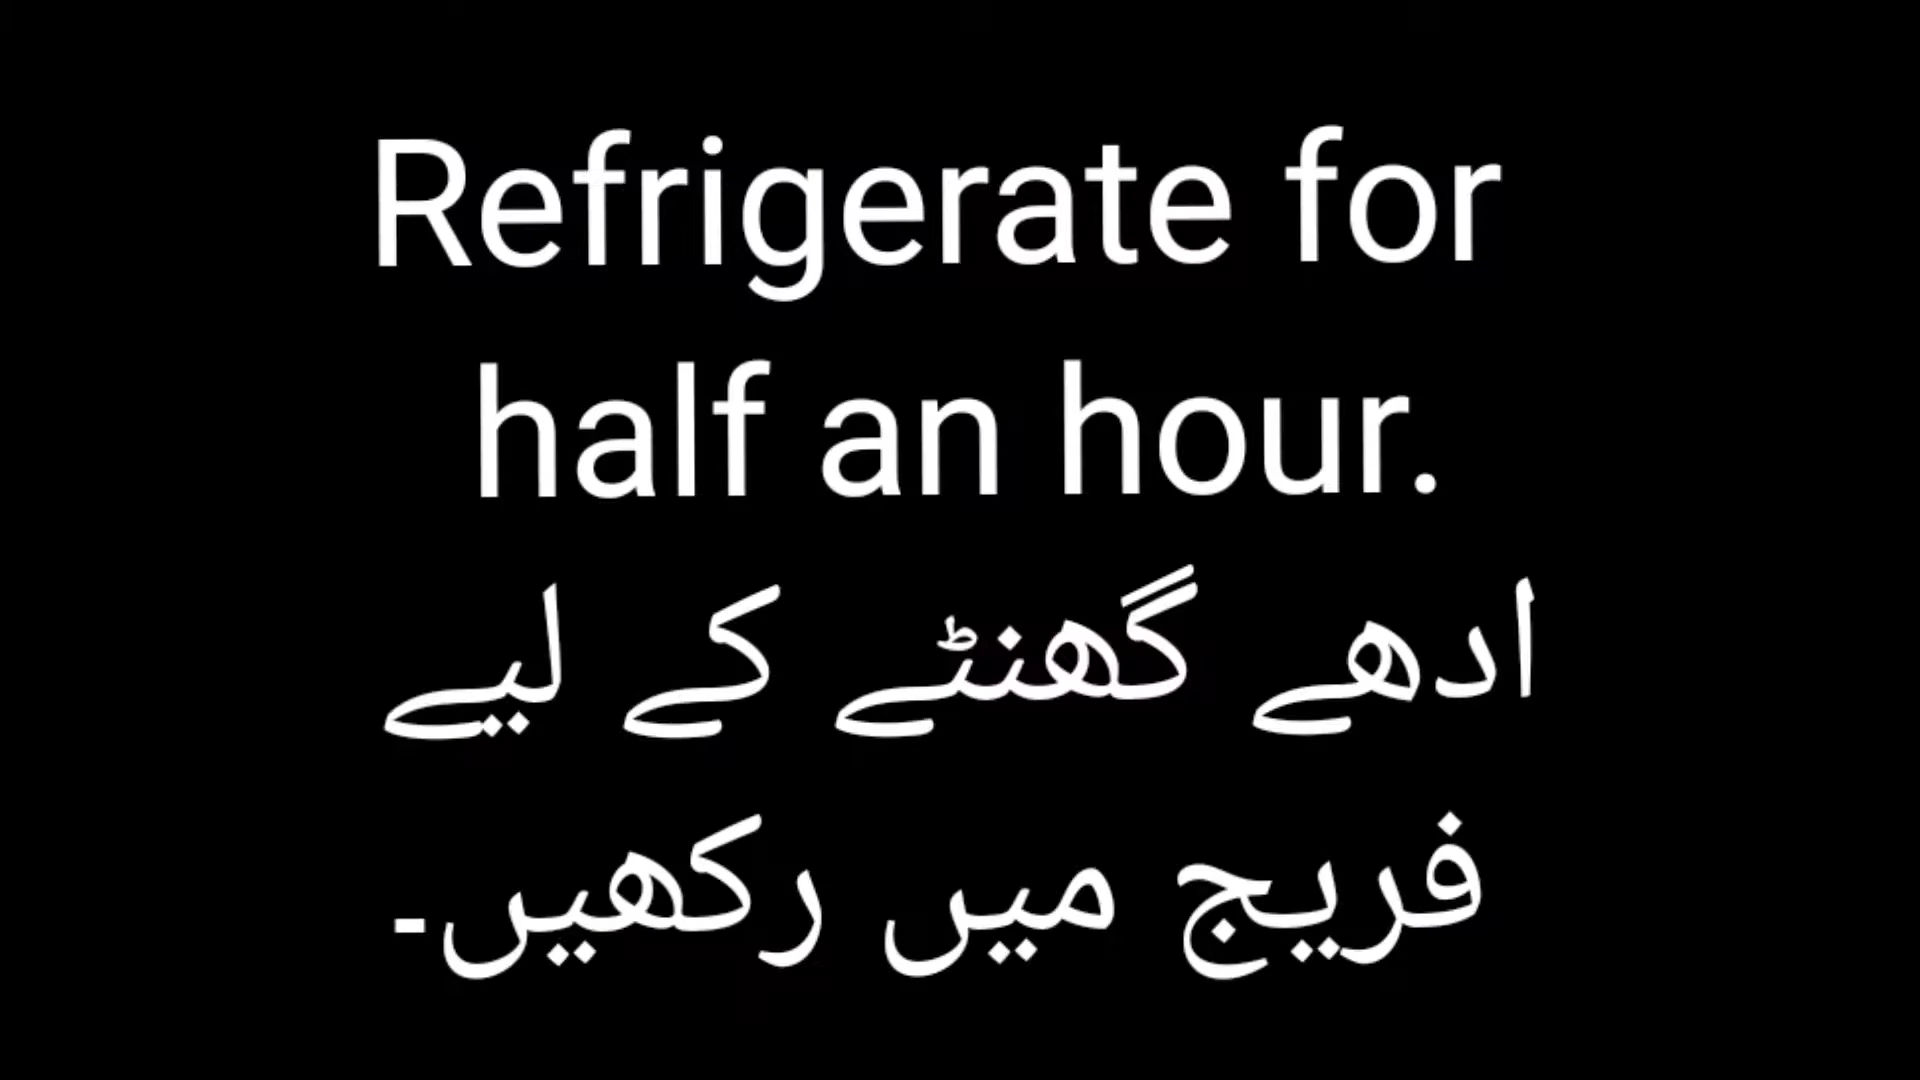 Refrigerate for
half an hour.
ادھے گھنٹے کے لیے
فریج میں رکھیں۔